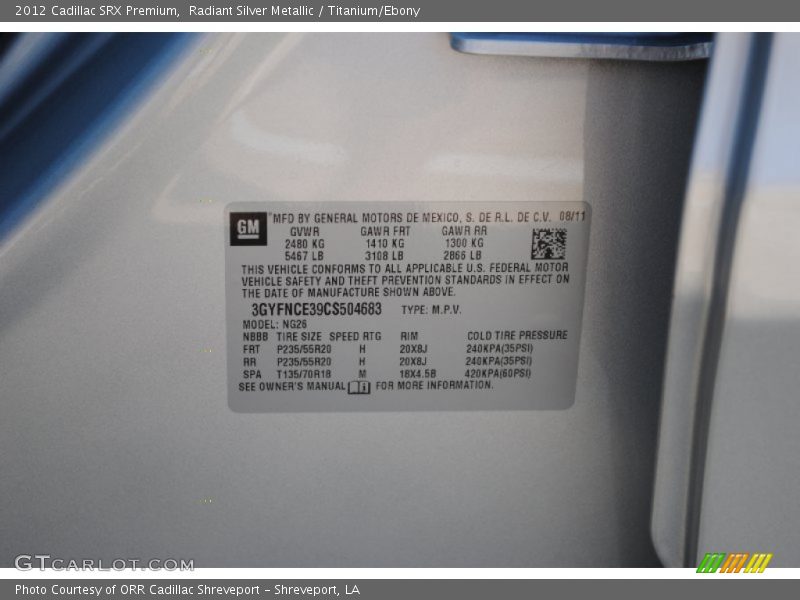 2012 Cadillac SRX Premium,  Radiant Silver Metallic / Titanium/Ebony
GM
MFD BY GENERAL MOTORS DE MEXICO, S. DE R.L. DE C.V. 08/11
GVWR GAWR FRT GAWR RR
2480 KG 1410 KG 1300 KG
5467 LB 3108 LB 2866 LB
THIS VEHICLE CONFORMS TO ALL APPLICABLE U.S. FEDERAL MOTOR
VEHICLE SAFETY AND THEFT PREVENTION STANDARDS IN EFFECT ON
THE DATE OF MANUFACTURE SHOWN ABOVE.
3GYFNCE39CS504683 TYPE: M.P.V.
MODEL: NG26
NBBB TIRE SIZE SPEED RTG RIM COLD TIRE PRESSURE
FRT P235/55R20 H 20X8J 240KPA(35PSI)
RR P235/55R20 H 20X8J 240KPA(35PSI)
SPA T135/70R18 M 18X4.5B 420KPA(60PSI)
SEE OWNER'S MANUAL FOR MORE INFORMATION.
GTCARLOT.COM
Photo Courtesy of ORR Cadillac Shreveport - Shreveport, LA